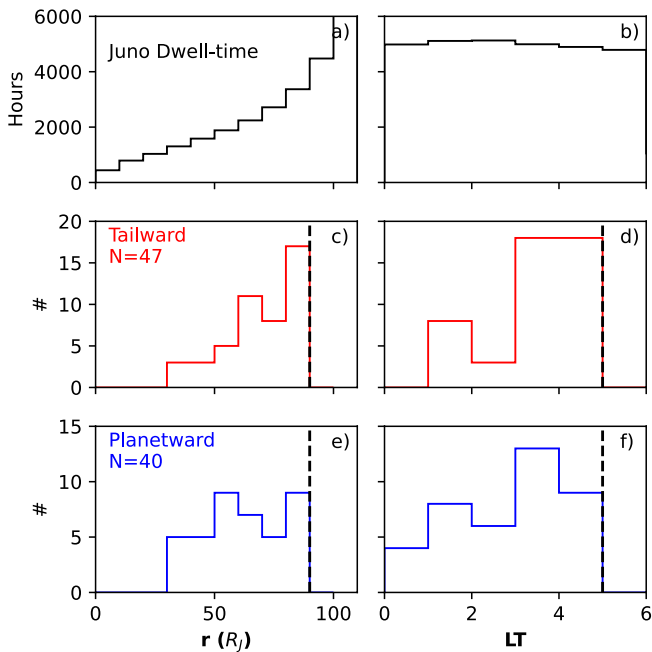 a)
b)
Juno Dwell-time
Hours
6000
4000
2000
0
Tailward
N=47
c)
d)
#
20
15
10
5
0
Planetward
N=40
e)
f)
#
15
10
5
0
0 50 100
0 2 4 6
r (R_J)
LT